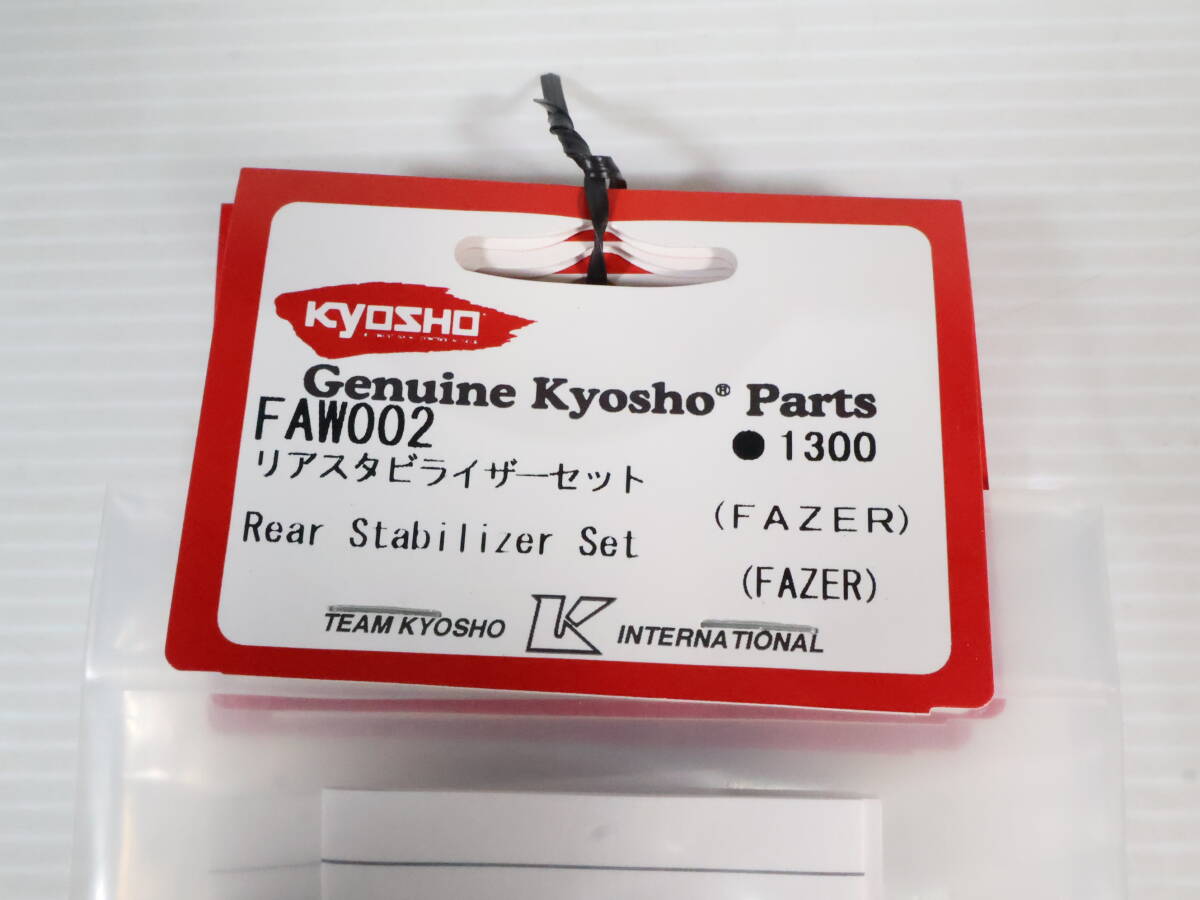 KYOSHO
Genuine Kyosho® Parts
FAW002
● 1300
リアスタビライザーセット
(FAZER)
Rear Stabilizer Set
(FAZER)
TEAM KYOSHO K INTERNATIONAL